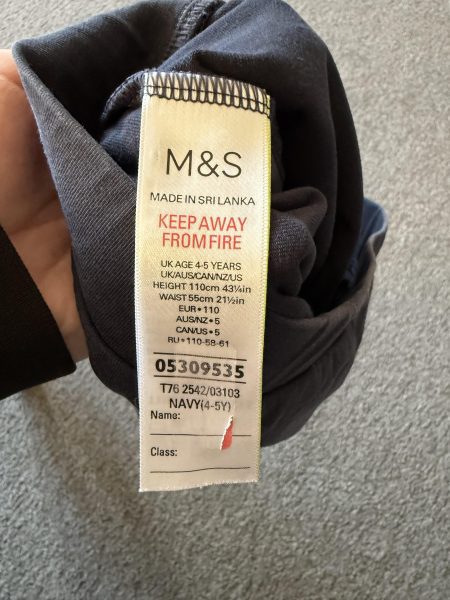 M&S
MADE IN SRI LANKA
KEEP AWAY
FROM FIRE
UK AGE 4-5 YEARS
UK/AUS/CAN/NZ/US
HEIGHT 110cm 43¼in
WAIST 55cm 21½in
EUR•110
AUS/NZ•5
CAN/US•5
RU•110-58-61
05309535
T76 2542/03103
NAVY(4-5Y)
Name:
Class: